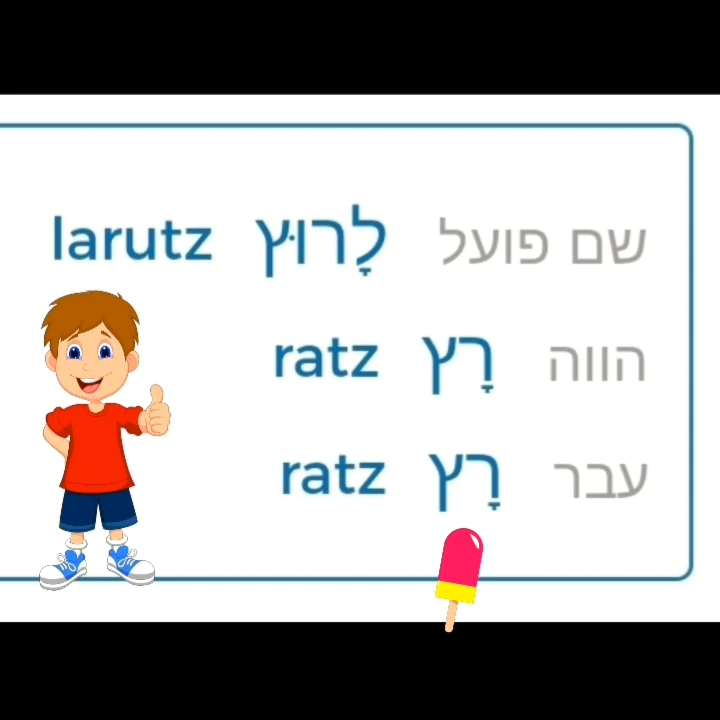 שם פועל לָרוּץ larutz
הווה רָץ ratz
עבר רָץ ratz